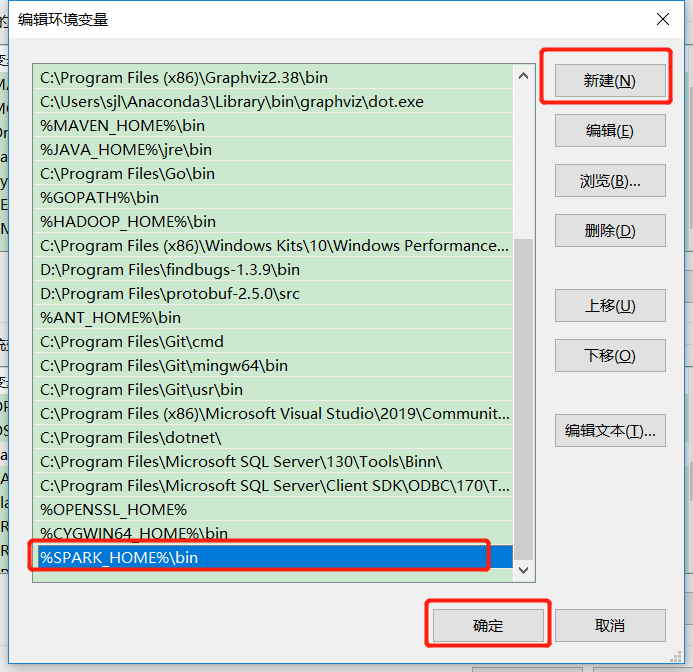 编辑环境变量
C:\Program Files (x86)\Graphviz2.38\bin
C:\Users\sjl\Anaconda3\Library\bin\graphviz\dot.exe
%MAVEN_HOME%\bin
%JAVA_HOME%\jre\bin
C:\Program Files\Go\bin
%GOPATH%\bin
%HADOOP_HOME%\bin
C:\Program Files (x86)\Windows Kits\10\Windows Performance...
D:\Program Files\findbugs-1.3.9\bin
D:\Program Files\protobuf-2.5.0\src
%ANT_HOME%\bin
C:\Program Files\Git\cmd
C:\Program Files\Git\mingw64\bin
C:\Program Files\Git\usr\bin
C:\Program Files (x86)\Microsoft Visual Studio\2019\Communit...
C:\Program Files\dotnet\
C:\Program Files\Microsoft SQL Server\130\Tools\Binn\
C:\Program Files\Microsoft SQL Server\Client SDK\ODBC\170\T...
%OPENSSL_HOME%
%CYGWIN64_HOME%\bin
%SPARK_HOME%\bin
新建(N)
编辑(E)
浏览(B)...
删除(D)
上移(U)
下移(O)
编辑文本(T)...
确定
取消